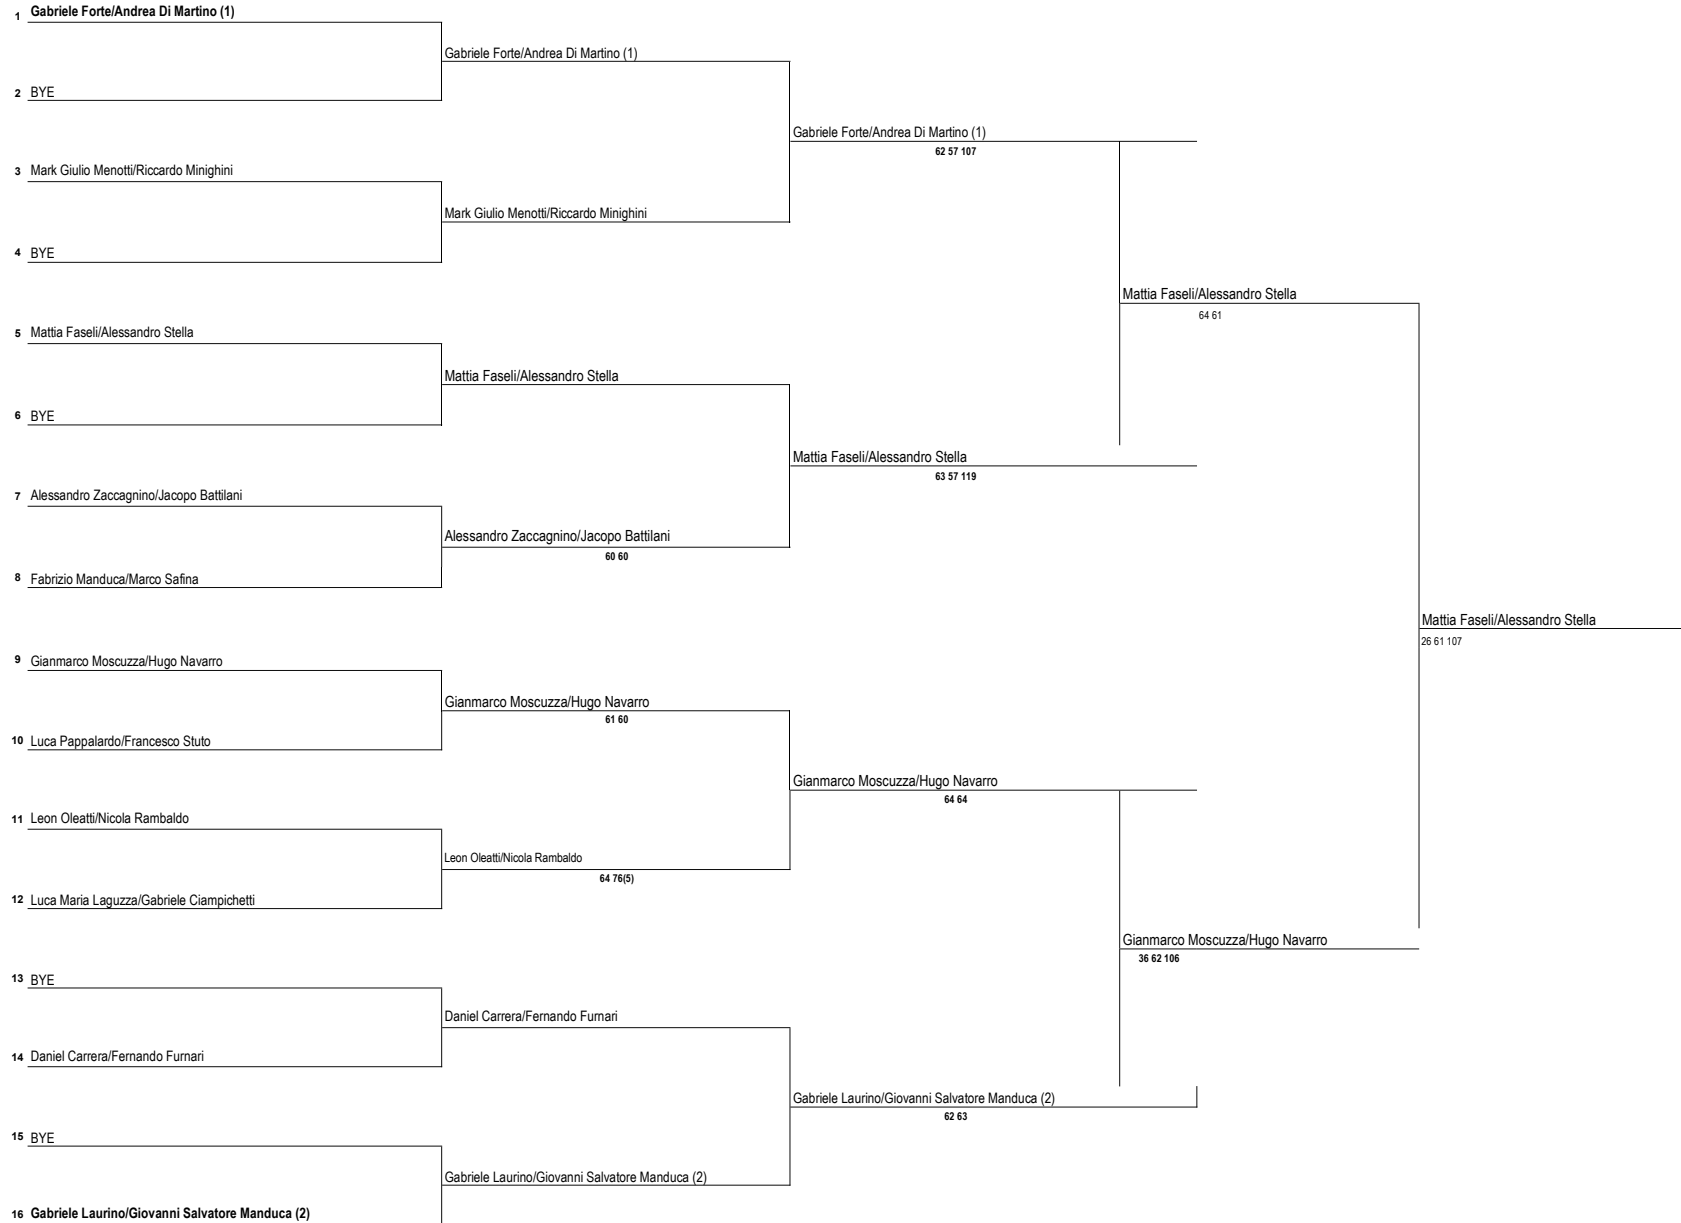 1 Gabriele Forte/Andrea Di Martino (1)
Gabriele Forte/Andrea Di Martino (1)
2 BYE
Gabriele Forte/Andrea Di Martino (1)
62 57 107
3 Mark Giulio Menotti/Riccardo Minighini
Mark Giulio Menotti/Riccardo Minighini
4 BYE
Mattia Faseli/Alessandro Stella
64 61
5 Mattia Faseli/Alessandro Stella
Mattia Faseli/Alessandro Stella
6 BYE
Mattia Faseli/Alessandro Stella
63 57 119
7 Alessandro Zaccagnino/Jacopo Battilani
Alessandro Zaccagnino/Jacopo Battilani
60 60
8 Fabrizio Manduca/Marco Safina
Mattia Faseli/Alessandro Stella
26 61 107
9 Gianmarco Moscuzza/Hugo Navarro
Gianmarco Moscuzza/Hugo Navarro
61 60
10 Luca Pappalardo/Francesco Stuto
Gianmarco Moscuzza/Hugo Navarro
64 64
11 Leon Oleatti/Nicola Rambaldo
Leon Oleatti/Nicola Rambaldo
64 76(5)
12 Luca Maria Laguzza/Gabriele Ciampichetti
Gianmarco Moscuzza/Hugo Navarro
36 62 106
13 BYE
Daniel Carrera/Fernando Furnari
14 Daniel Carrera/Fernando Furnari
Gabriele Laurino/Giovanni Salvatore Manduca (2)
62 63
15 BYE
Gabriele Laurino/Giovanni Salvatore Manduca (2)
16 Gabriele Laurino/Giovanni Salvatore Manduca (2)